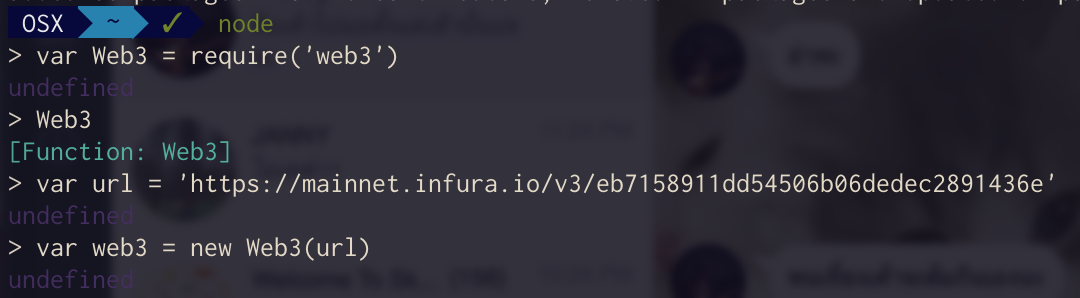 OSX ~ ✓ node
> var Web3 = require('web3')
undefined
> Web3
[Function: Web3]
> var url = 'https://mainnet.infura.io/v3/eb7158911dd54506b06dedec2891436e'
undefined
> var web3 = new Web3(url)
undefined